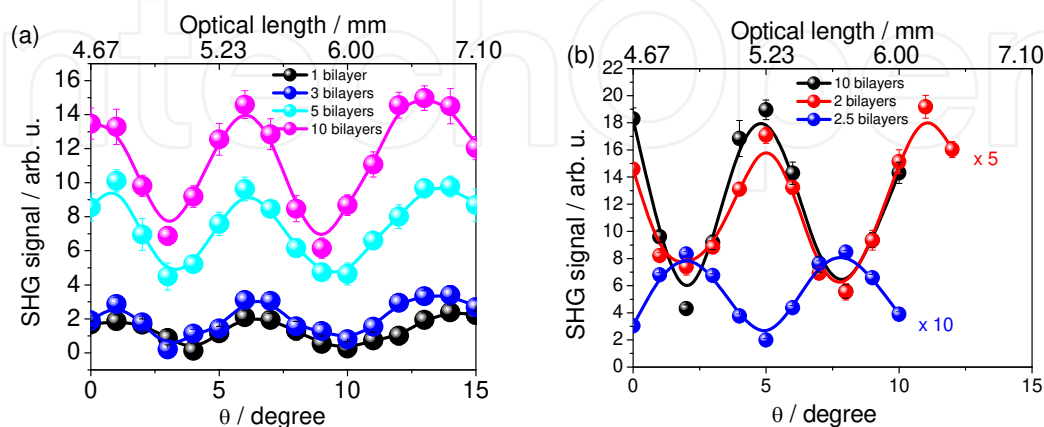 (a)
Optical length / mm
4.67 5.23 6.00 7.10
SHG signal / arb. u.
16
14
12
10
8
6
4
2
0
1 bilayer
3 bilayers
5 bilayers
10 bilayers
0 5 10 15
θ / degree
(b)
Optical length / mm
4.67 5.23 6.00 7.10
SHG signal / arb. u.
22
20
18
16
14
12
10
8
6
4
2
0
10 bilayers
2 bilayers
2.5 bilayers
x 5
x 10
0 5 10 15
θ / degree